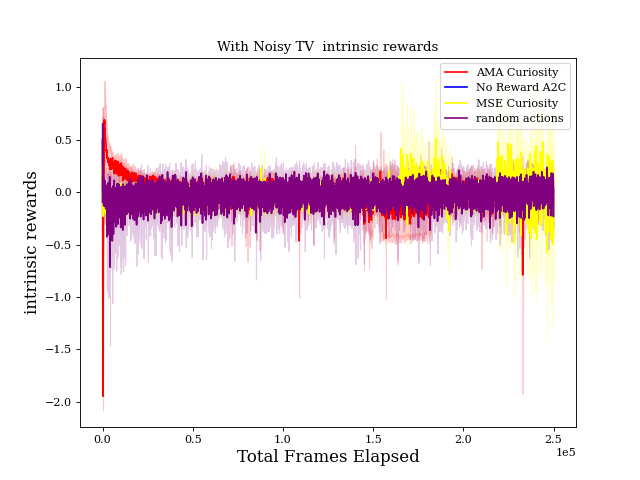 With Noisy TV  intrinsic rewards
AMA Curiosity
No Reward A2C
MSE Curiosity
random actions
intrinsic rewards
1.0
0.5
0.0
−0.5
−1.0
−1.5
−2.0
0.0
0.5
1.0
1.5
2.0
2.5
1e5
Total Frames Elapsed